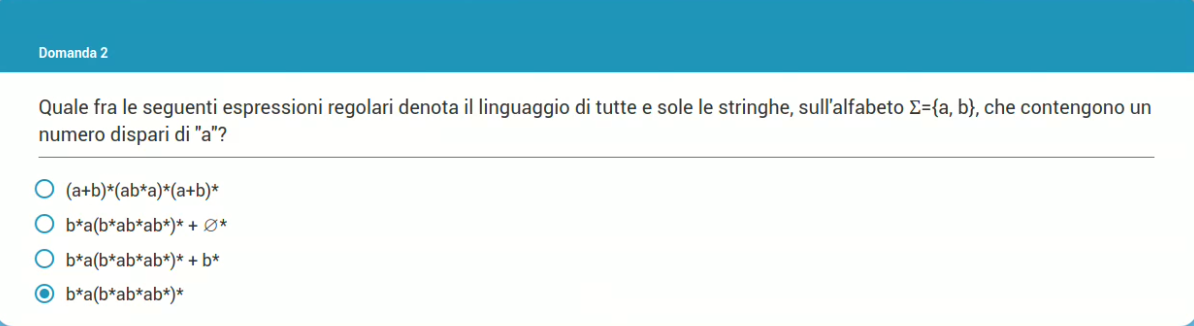 Domanda 2
Quale fra le seguenti espressioni regolari denota il linguaggio di tutte e sole le stringhe, sull'alfabeto Σ={a, b}, che contengono un
numero dispari di "a"?
(a+b)*(ab*a)*(a+b)*
b*a(b*ab*ab*)* + ∅*
b*a(b*ab*ab*)* + b*
b*a(b*ab*ab*)*